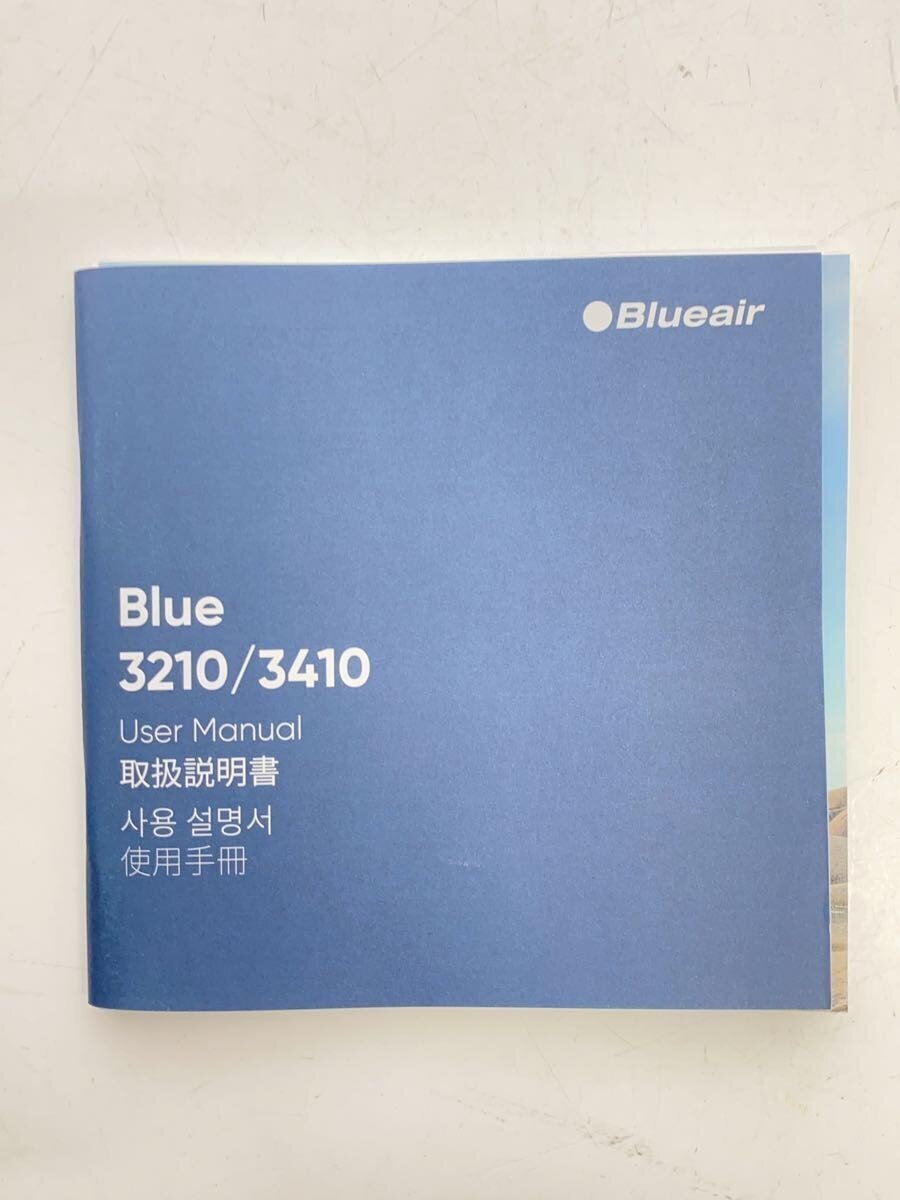 Blueair
Blue
3210/3410
User Manual
取扱説明書
사용 설명서
使用手冊